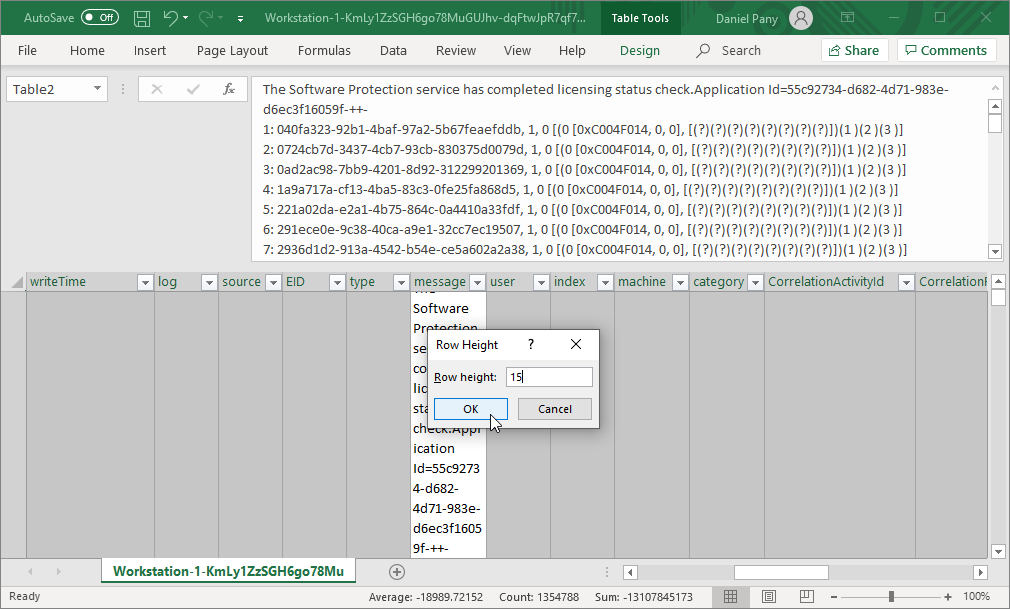 AutoSave Off Workstation-1-KmLy1ZzSGH6go78MuGUJhv-dqFtwJpR7qf7... Table Tools Daniel Pany
File Home Insert Page Layout Formulas Data Review View Help Design Search Share Comments
Table2 fx
The Software Protection service has completed licensing status check.Application Id=55c92734-d682-4d71-983e-
d6ec3f16059f-++-
1: 040fa323-92b1-4baf-97a2-5b67feaefddb, 1, 0 [(0 [0xC004F014, 0, 0], [(?)(?)(?)(?)(?)(?)(?)(?)])(1 )(2 )(3 )]
2: 0724cb7d-3437-4cb7-93cb-830375d0079d, 1, 0 [(0 [0xC004F014, 0, 0], [(?)(?)(?)(?)(?)(?)(?)(?)])(1 )(2 )(3 )]
3: 0ad2ac98-7bb9-4201-8d92-312299201369, 1, 0 [(0 [0xC004F014, 0, 0], [(?)(?)(?)(?)(?)(?)(?)(?)])(1 )(2 )(3 )]
4: 1a9a717a-cf13-4ba5-83c3-0fe25fa868d5, 1, 0 [(0 [0xC004F014, 0, 0], [(?)(?)(?)(?)(?)(?)(?)(?)])(1 )(2 )(3 )]
5: 221a02da-e2a1-4b75-864c-0a4410a33fdf, 1, 0 [(0 [0xC004F014, 0, 0], [(?)(?)(?)(?)(?)(?)(?)(?)])(1 )(2 )(3 )]
6: 291ece0e-9c38-40ca-a9e1-32cc7ec19507, 1, 0 [(0 [0xC004F014, 0, 0], [(?)(?)(?)(?)(?)(?)(?)(?)])(1 )(2 )(3 )]
7: 2936d1d2-913a-4542-b54e-ce5a602a2a38, 1, 0 [(0 [0xC004F014, 0, 0], [(?)(?)(?)(?)(?)(?)(?)(?)])(1 )(2 )(3 )]
writeTime log source EID type message user index machine category CorrelationActivityId
Software
Protection
Row Height ?
Row height: 15
OK Cancel
ication
Id=55c9273
4-d682-
4d71-983e-
d6ec3f1605
9f-++-
Workstation-1-KmLy1ZzSGH6go78Mu
Ready Average: -18989.72152 Count: 1354788 Sum: -13107845173 100%